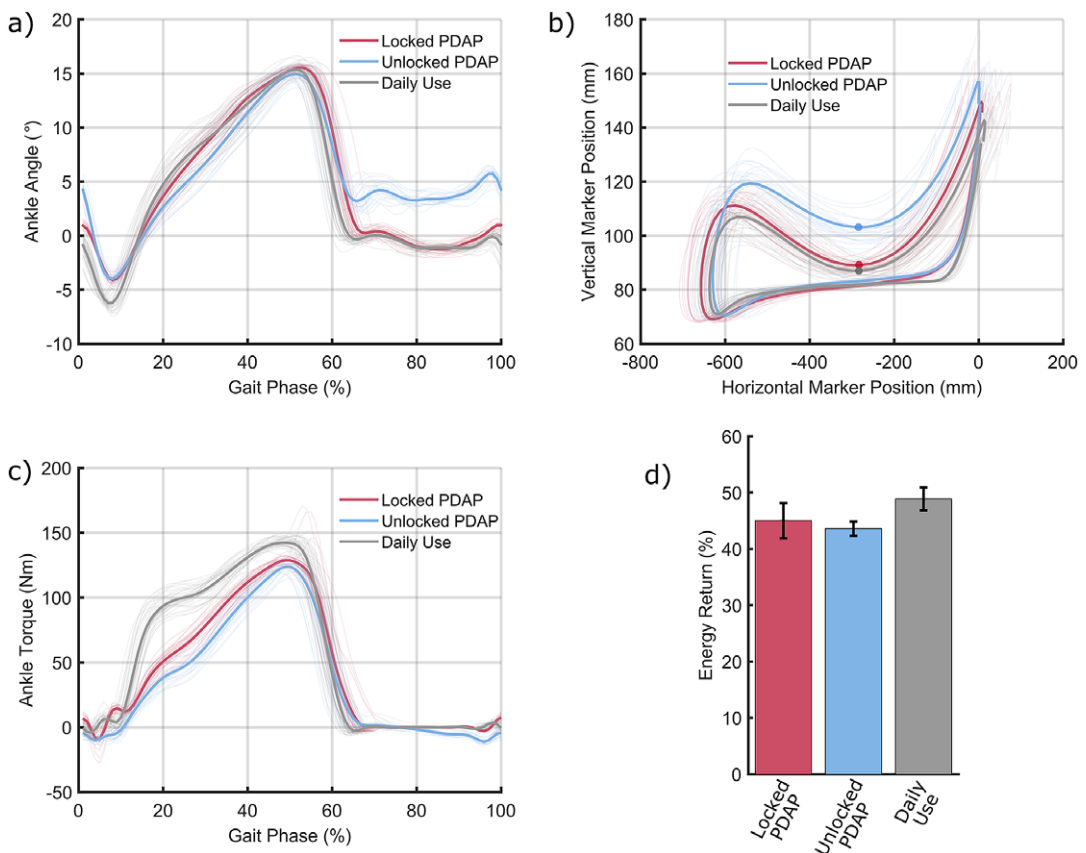 a)
20
15
10
5
0
-5
-10
Ankle Angle (°)
Locked PDAP
Unlocked PDAP
Daily Use
0 20 40 60 80 100
Gait Phase (%)
b)
160
140
120
100
80
60
Vertical Marker Position (mm)
Locked PDAP
Unlocked PDAP
Daily Use
-800 -600 -400 -200 0 200
Horizontal Marker Position (mm)
c)
200
150
100
50
0
-50
Ankle Torque (Nm)
Locked PDAP
Unlocked PDAP
Daily Use
0 20 40 60 80 100
Gait Phase (%)
d)
60
50
40
30
20
10
0
Energy Return (%)
Locked
PDAP
Unlocked
PDAP
Daily
Use